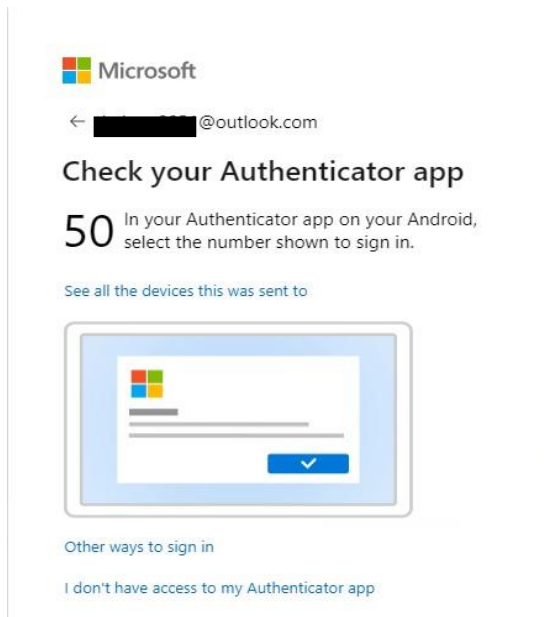 Microsoft
← @outlook.com
Check your Authenticator app
50
In your Authenticator app on your Android,
select the number shown to sign in.
See all the devices this was sent to
Other ways to sign in
I don't have access to my Authenticator app